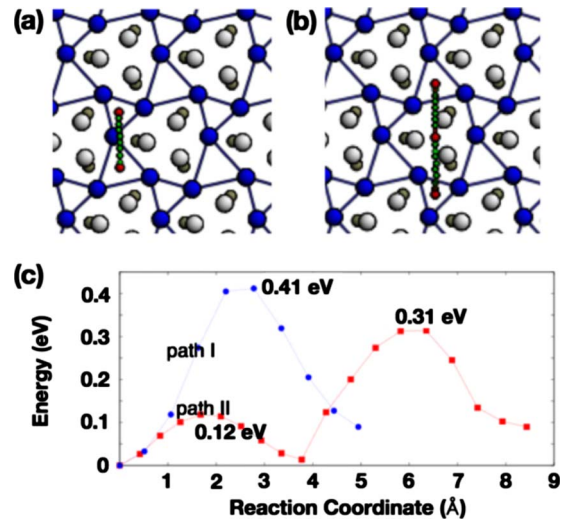 (a) (b)
(c)
0.4
0.3
0.2
0.1
0
Energy (eV)
0.41 eV
0.31 eV
path I
path II
0.12 eV
1 2 3 4 5 6 7 8 9
Reaction Coordinate (Å)